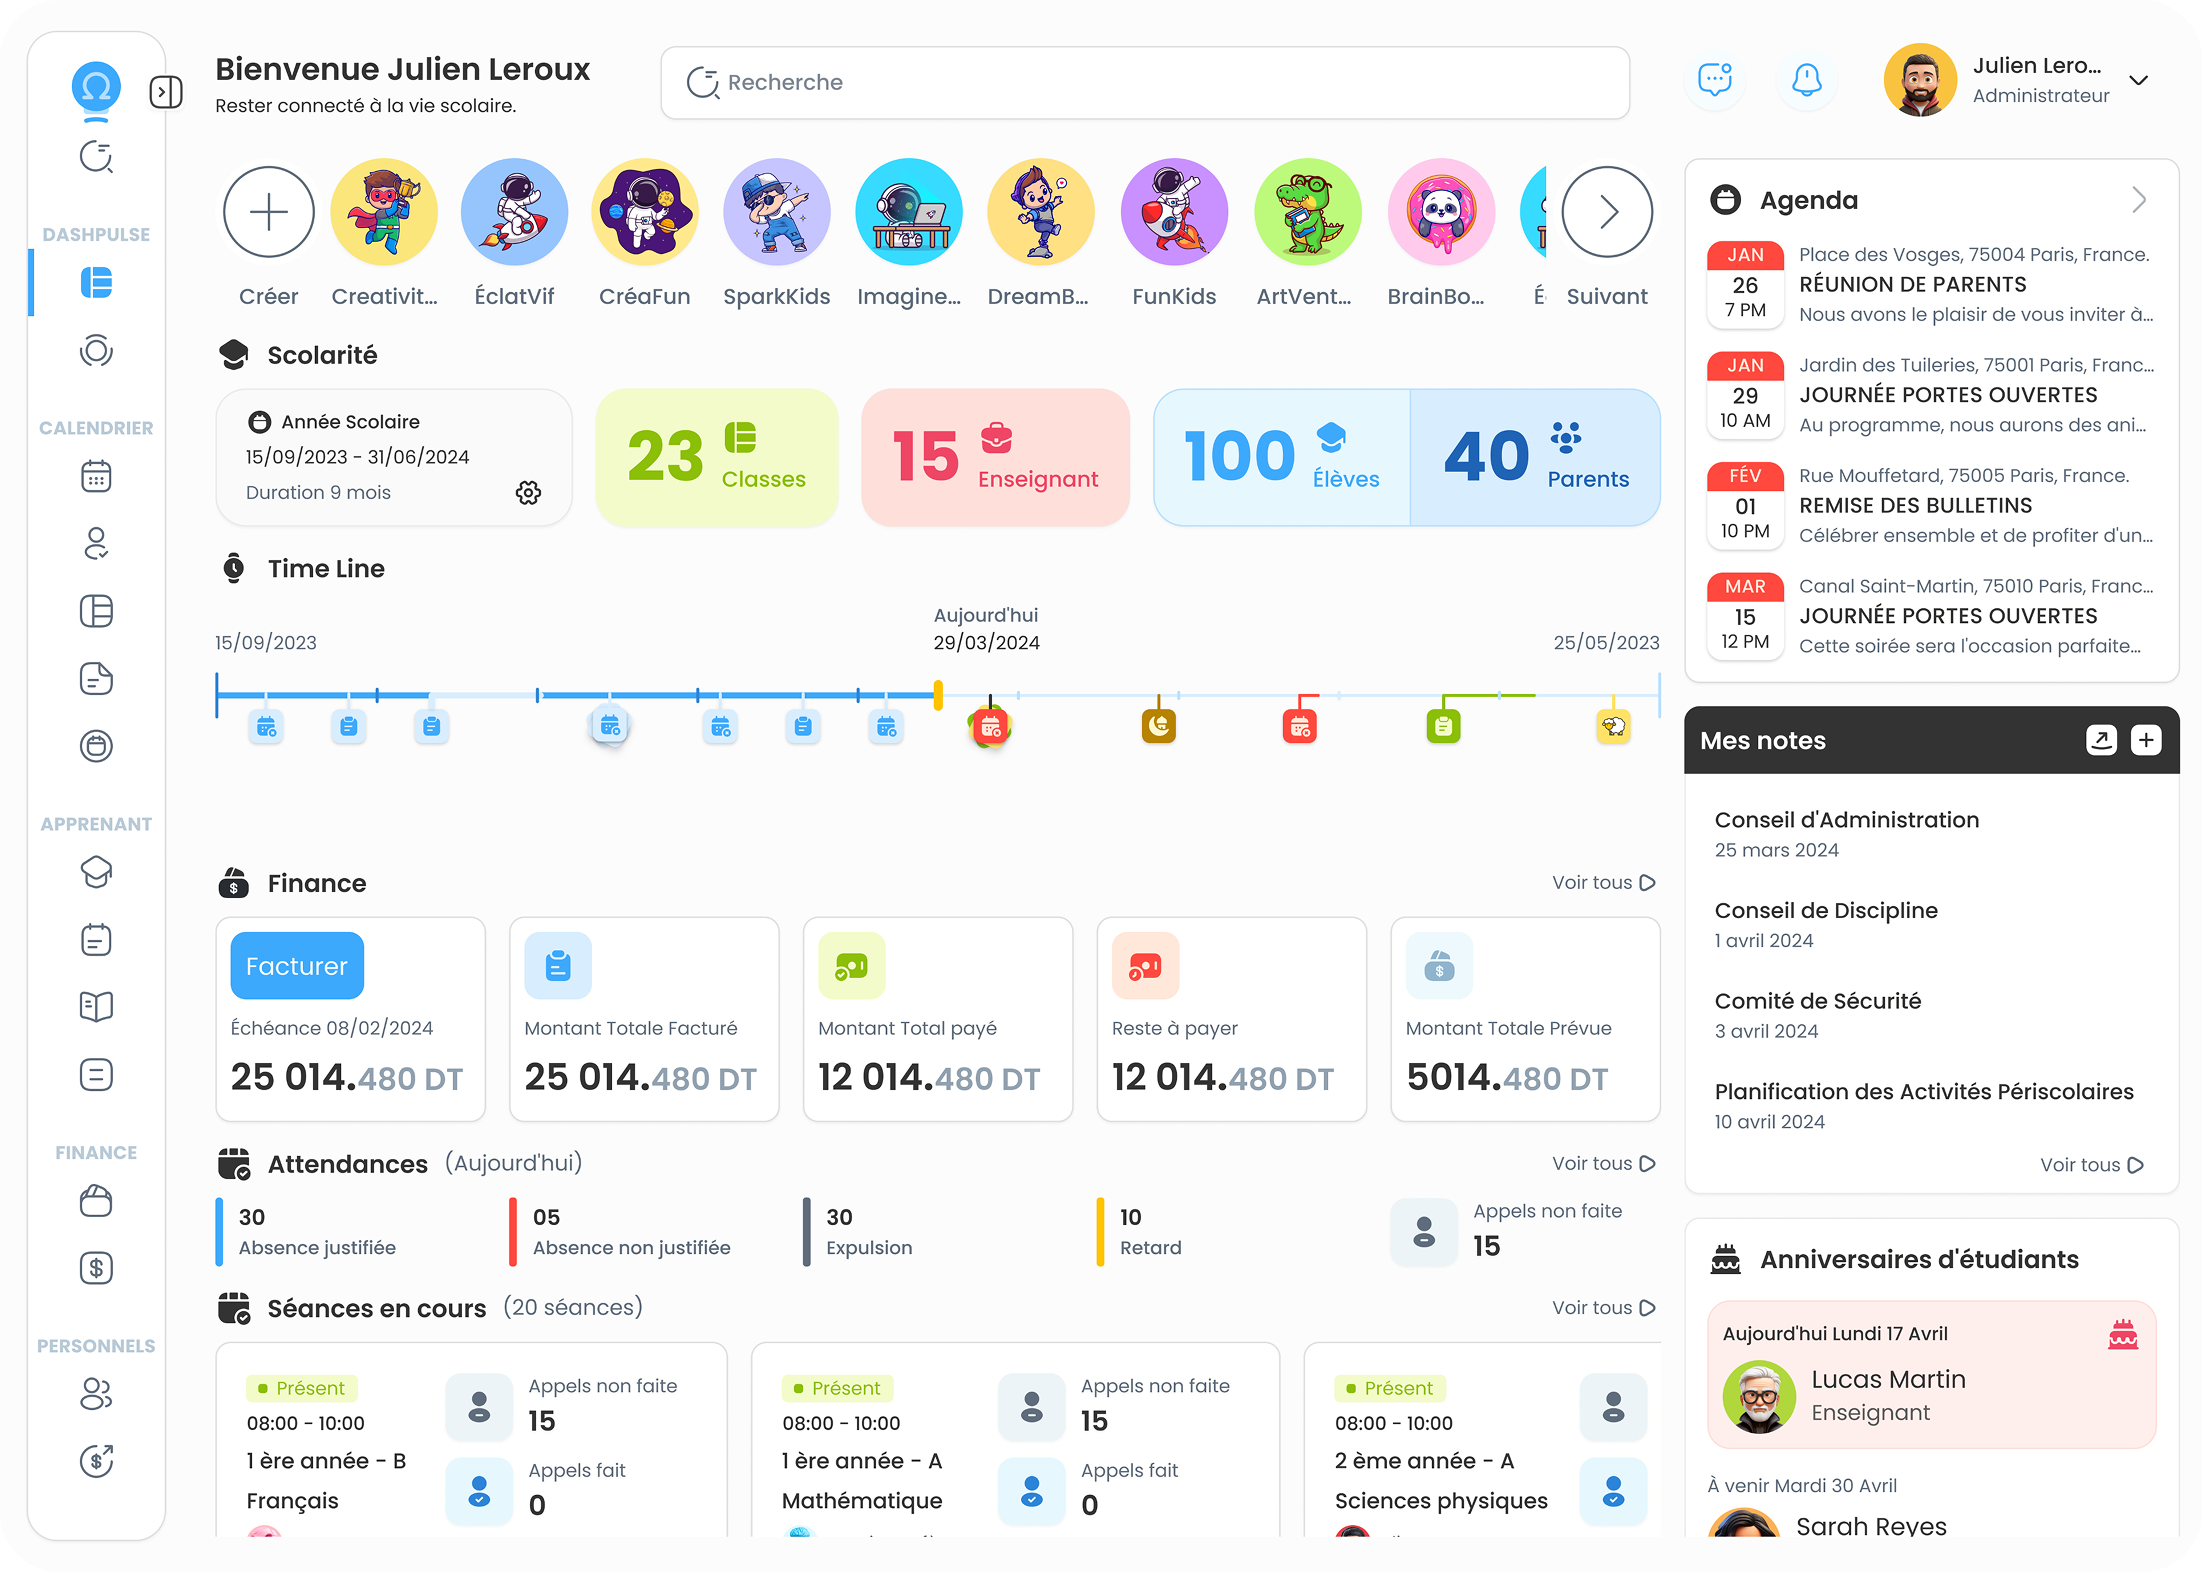 Bienvenue Julien Leroux
Rester connecté à la vie scolaire.
Recherche
Julien Lero...
Administrateur
DASHPULSE
CALENDRIER
APPRENANT
FINANCE
PERSONNELS
Créer
Creativit...
ÉclatVif
CréaFun
SparkKids
Imagine...
DreamB...
FunKids
ArtVent...
BrainBo...
Suivant
Scolarité
Année Scolaire
15/09/2023 - 31/06/2024
Duration 9 mois
23
Classes
15
Enseignant
100
Élèves
40
Parents
Time Line
15/09/2023
Aujourd'hui
29/03/2024
25/05/2023
Finance
Voir tous
Facturer
Échéance 08/02/2024
25 014.480 DT
Montant Totale Facturé
25 014.480 DT
Montant Total payé
12 014.480 DT
Reste à payer
12 014.480 DT
Montant Totale Prévue
5014.480 DT
Attendances (Aujourd'hui)
Voir tous
30
Absence justifiée
05
Absence non justifiée
30
Expulsion
10
Retard
Appels non faite
15
Séances en cours (20 séances)
Voir tous
Présent
08:00 - 10:00
1 ère année - B
Français
Appels non faite
15
Appels fait
0
Présent
08:00 - 10:00
1 ère année - A
Mathématique
Appels non faite
15
Appels fait
0
Présent
08:00 - 10:00
2 ème année - A
Sciences physiques
Agenda
JAN
26
7 PM
Place des Vosges, 75004 Paris, France.
RÉUNION DE PARENTS
Nous avons le plaisir de vous inviter à...
JAN
29
10 AM
Jardin des Tuileries, 75001 Paris, Franc...
JOURNÉE PORTES OUVERTES
Au programme, nous aurons des ani...
FÉV
01
10 PM
Rue Mouffetard, 75005 Paris, France.
REMISE DES BULLETINS
Célébrer ensemble et de profiter d'un...
MAR
15
12 PM
Canal Saint-Martin, 75010 Paris, Franc...
JOURNÉE PORTES OUVERTES
Cette soirée sera l'occasion parfaite...
Mes notes
Conseil d'Administration
25 mars 2024
Conseil de Discipline
1 avril 2024
Comité de Sécurité
3 avril 2024
Planification des Activités Périscolaires
10 avril 2024
Voir tous
Anniversaires d'étudiants
Aujourd'hui Lundi 17 Avril
Lucas Martin
Enseignant
À venir Mardi 30 Avril
Sarah Reyes